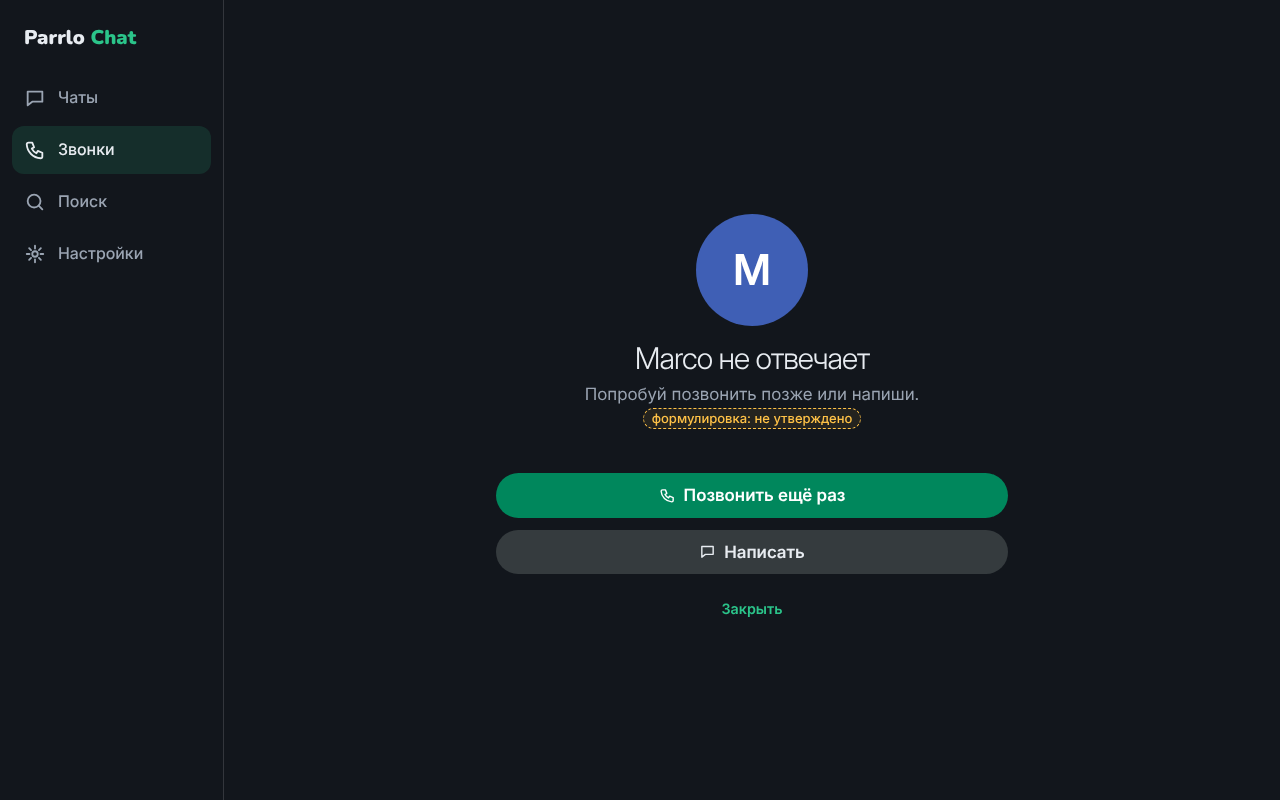 Parrlo Chat
Чаты
Звонки
Поиск
Настройки
M
Marco не отвечает
Попробуй позвонить позже или напиши.
формулировка: не утверждено
Позвонить ещё раз
Написать
Закрыть